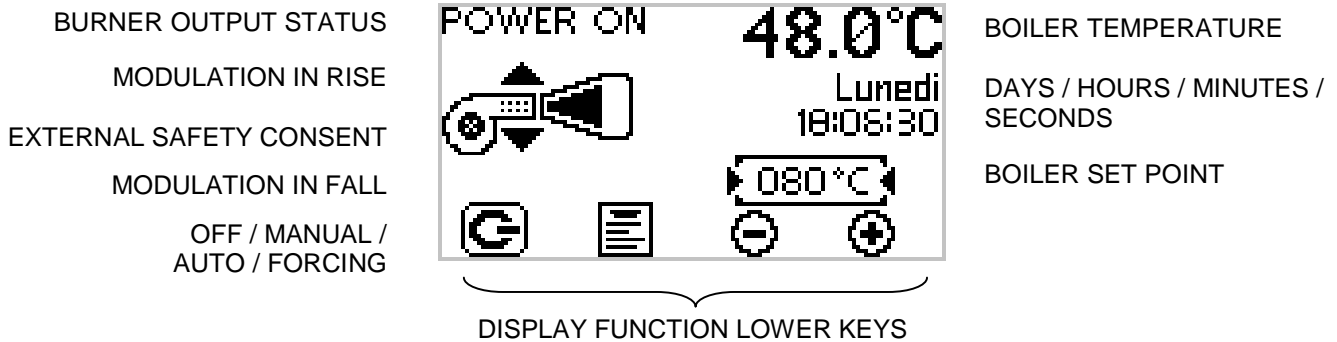 BURNER OUTPUT STATUS
MODULATION IN RISE
EXTERNAL SAFETY CONSENT
MODULATION IN FALL
OFF / MANUAL /
AUTO / FORCING
POWER ON
48.0°C
Lunedi
18:06:30
080°C
BOILER TEMPERATURE
DAYS / HOURS / MINUTES /
SECONDS
BOILER SET POINT
DISPLAY FUNCTION LOWER KEYS